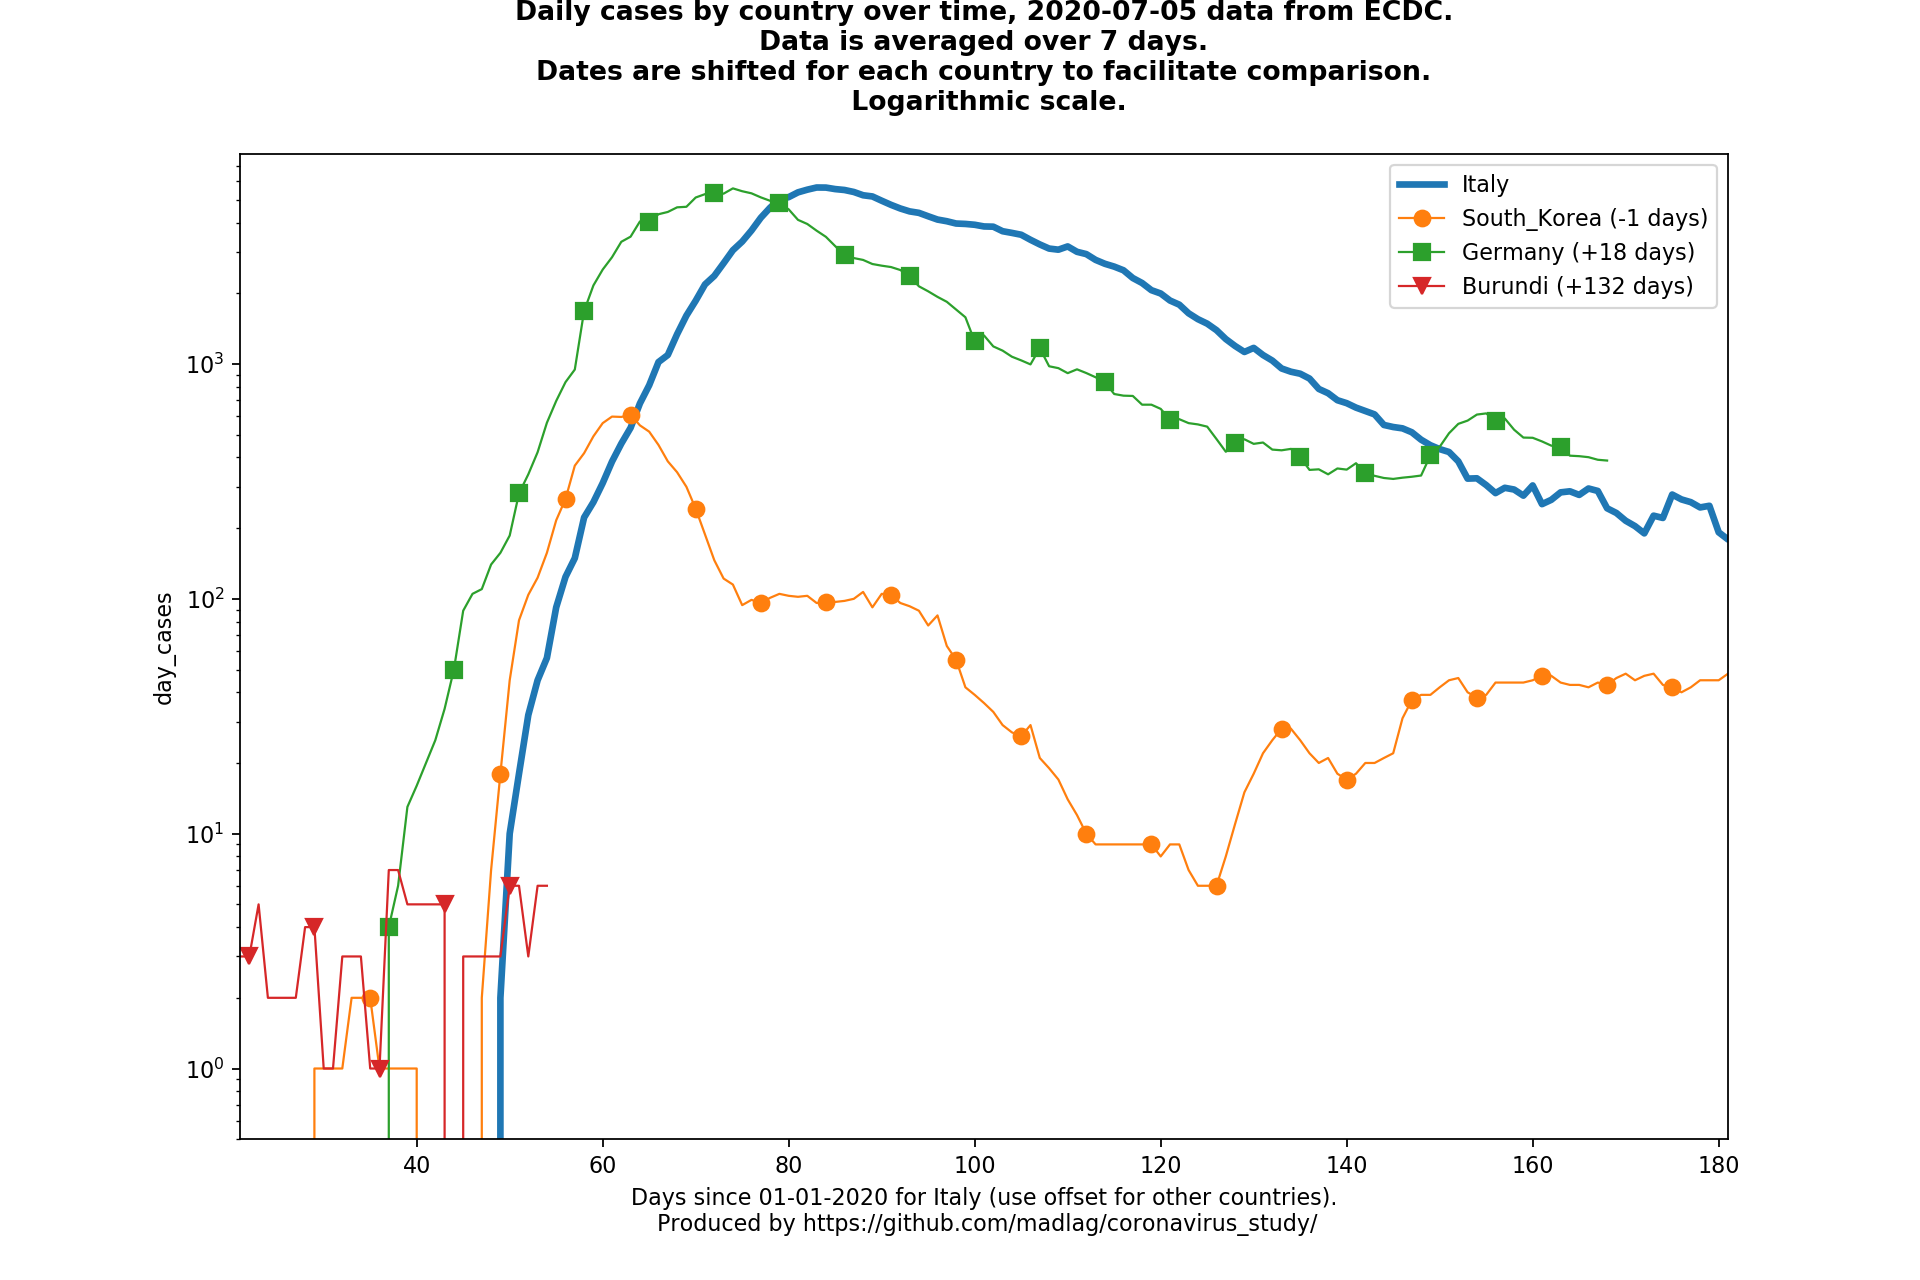 Daily cases by country over time, 2020-07-05 data from ECDC.
Data is averaged over 7 days.
Dates are shifted for each country to facilitate comparison.
Logarithmic scale.
Italy
South_Korea (-1 days)
Germany (+18 days)
Burundi (+132 days)
day_cases
10³
10²
10¹
10⁰
40 60 80 100 120 140 160 180
Days since 01-01-2020 for Italy (use offset for other countries).
Produced by https://github.com/madlag/coronavirus_study/